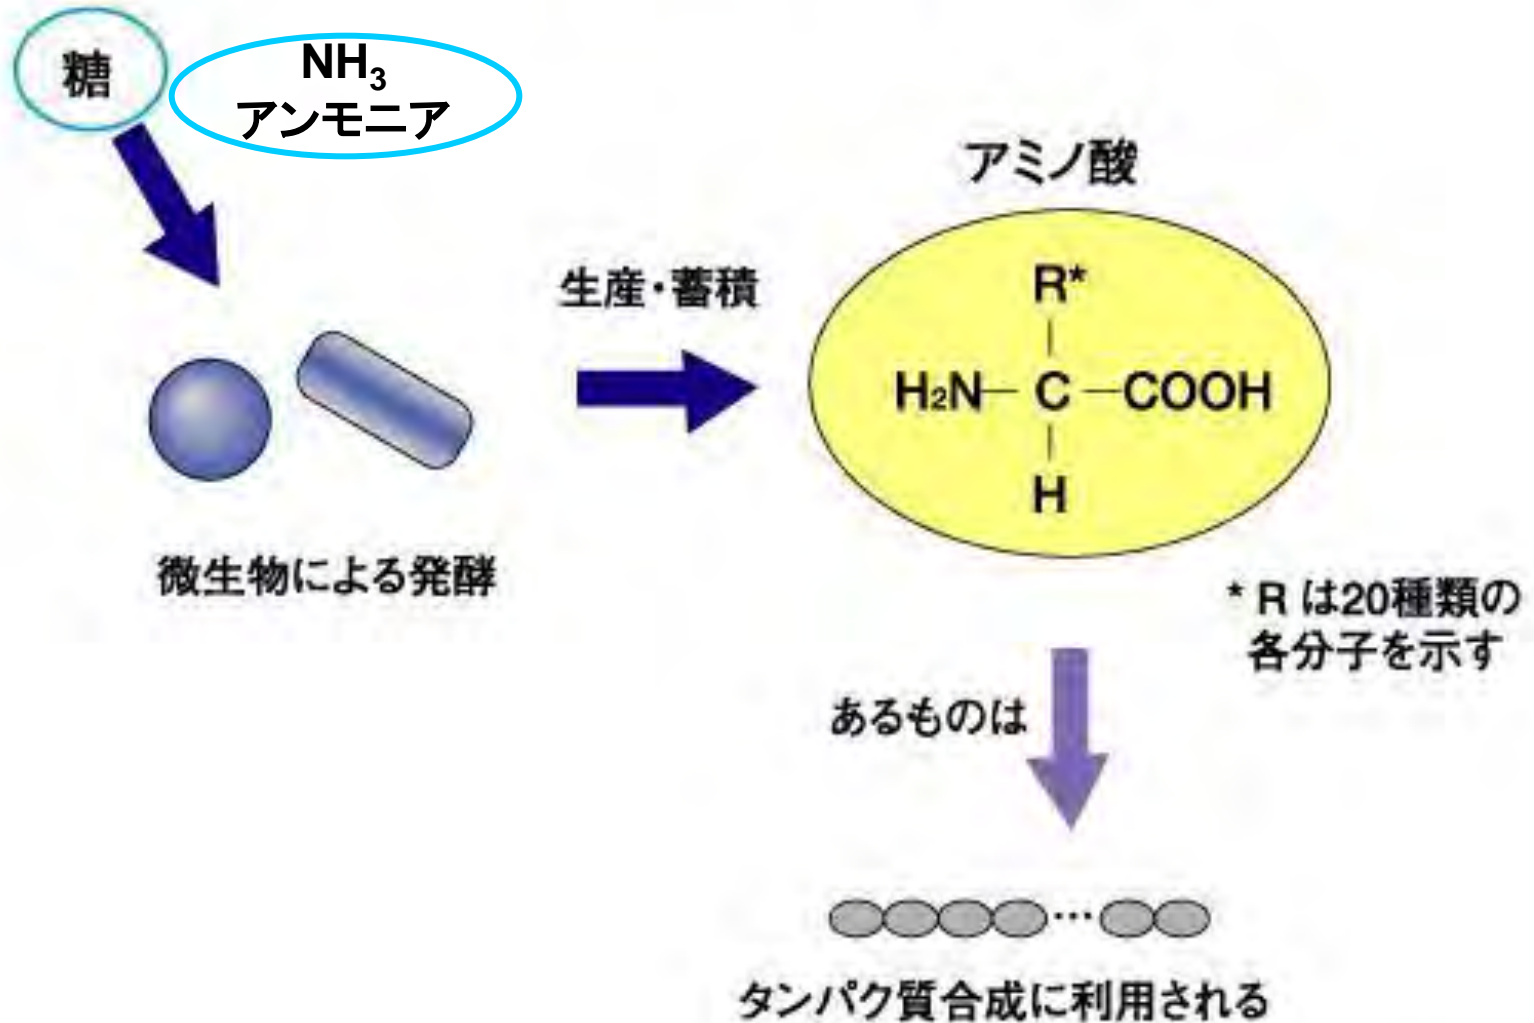 糖
NH₃
アンモニア
アミノ酸
生産・蓄積
R*
H₂N―C―COOH
H
微生物による発酵
* R は20種類の
各分子を示す
あるものは
…
タンパク質合成に利用される